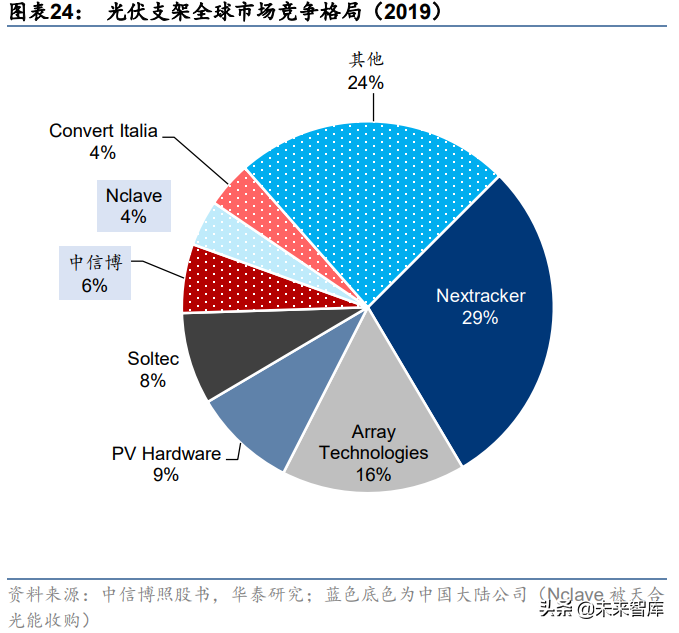 图表24： 光伏支架全球市场竞争格局（2019）
其他
24%
Convert Italia
4%
Nclave
4%
中信博
6%
Nextracker
29%
Soltec
8%
Array
Technologies
16%
PV Hardware
9%
资料来源：中信博招股书，华泰研究；蓝色底色为中国大陆公司（Nclave 被天合
光能收购）
头条 @未来智库